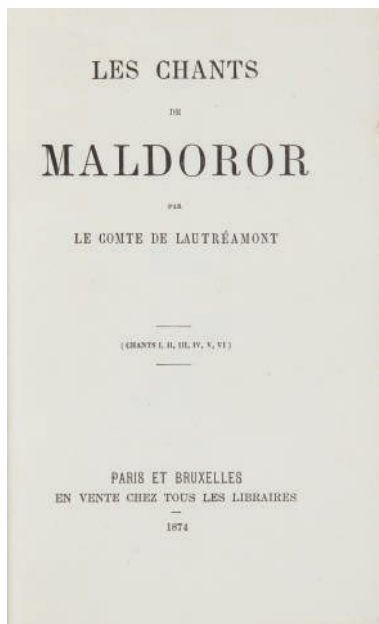 LES CHANTS
DE
MALDOROR
PAR
LE COMTE DE LAUTRÉAMONT
( CHANTS I, II, III, IV, V, VI )
PARIS ET BRUXELLES
EN VENTE CHEZ TOUS LES LIBRAIRES
—
1874